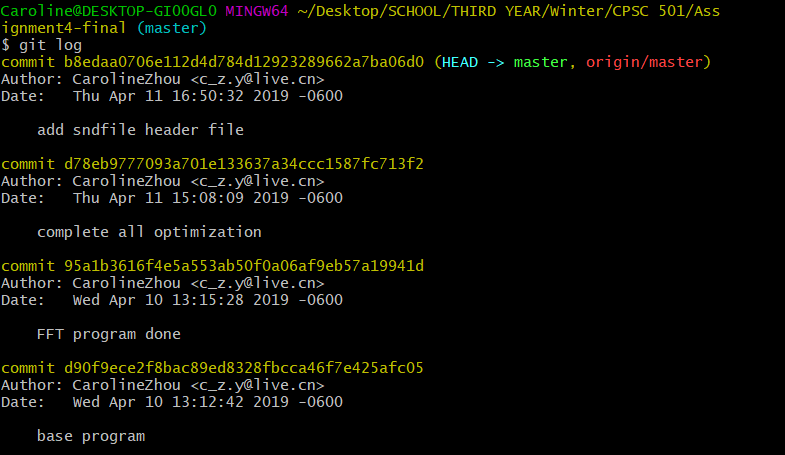 Caroline@DESKTOP-GIOOGLO MINGW64 ~/Desktop/SCHOOL/THIRD YEAR/Winter/CPSC 501/Ass
ignment4-final (master)
$ git log
commit b8edaa0706e112d4d784d12923289662a7ba06d0 (HEAD -> master, origin/master)
Author: CarolineZhou <c_z.y@live.cn>
Date:   Thu Apr 11 16:50:32 2019 -0600
    add sndfile header file
commit d78eb9777093a701e133637a34ccc1587fc713f2
Author: CarolineZhou <c_z.y@live.cn>
Date:   Thu Apr 11 15:08:09 2019 -0600
    complete all optimization
commit 95a1b3616f4e5a553ab50f0a06af9eb57a19941d
Author: CarolineZhou <c_z.y@live.cn>
Date:   Wed Apr 10 13:15:28 2019 -0600
    FFT program done
commit d90f9ece2f8bac89ed8328fbcca46f7e425afc05
Author: CarolineZhou <c_z.y@live.cn>
Date:   Wed Apr 10 13:12:42 2019 -0600
    base program